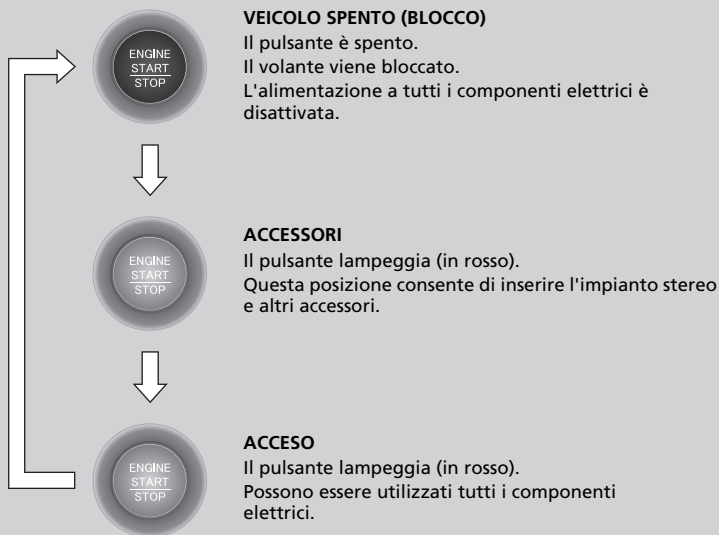 ENGINE
START
STOP
VEICOLO SPENTO (BLOCCO)
Il pulsante è spento.
Il volante viene bloccato.
L'alimentazione a tutti i componenti elettrici è
disattivata.
ENGINE
START
STOP
ACCESSORI
Il pulsante lampeggia (in rosso).
Questa posizione consente di inserire l'impianto stereo
e altri accessori.
ENGINE
START
STOP
ACCESO
Il pulsante lampeggia (in rosso).
Possono essere utilizzati tutti i componenti
elettrici.